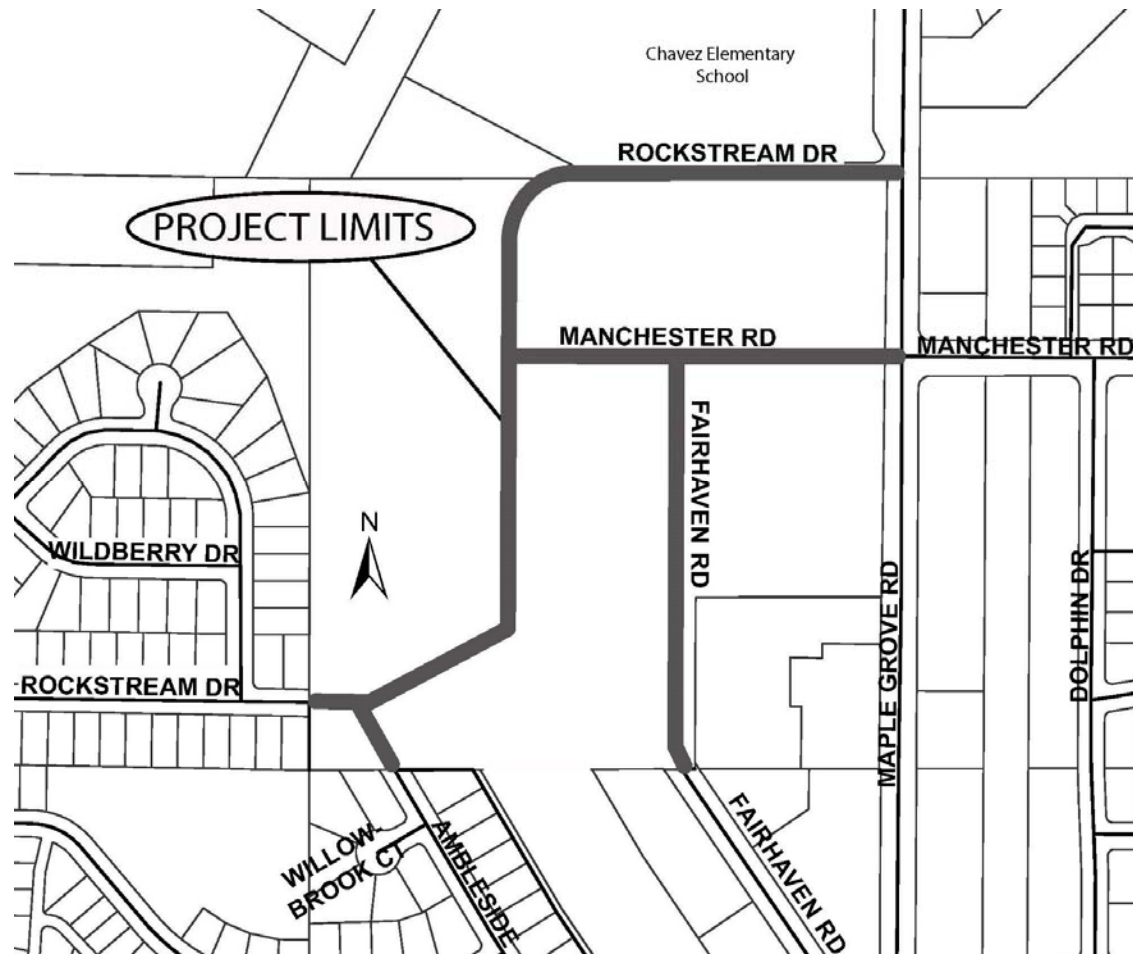 Chavez Elementary
School
ROCKSTREAM DR
PROJECT LIMITS
MANCHESTER RD
MANCHESTER RD
FAIRHAVEN RD
N
WILDBERRY DR
MAPLE GROVE RD
DOLPHIN DR
ROCKSTREAM DR
WILLOW-
BROOK CT
AMBLESIDE
FAIRHAVEN RD